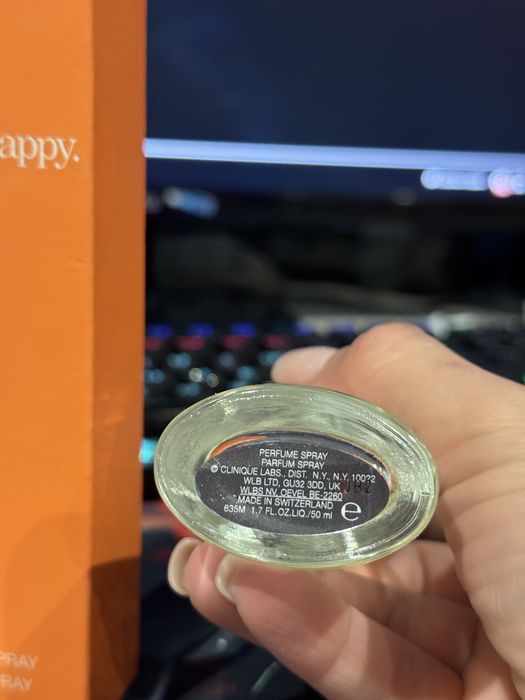 appy.
PERFUME SPRAY
PARFUM SPRAY
© CLINIQUE LABS., DIST. N.Y., N.Y. 10022
WLB LTD, GU32 3DD, UK
WLBS NV, OEVEL BE-2260
MADE IN SWITZERLAND
635M 1.7 FL.OZ.LIQ./50 ml ℮
PRAY
RAY